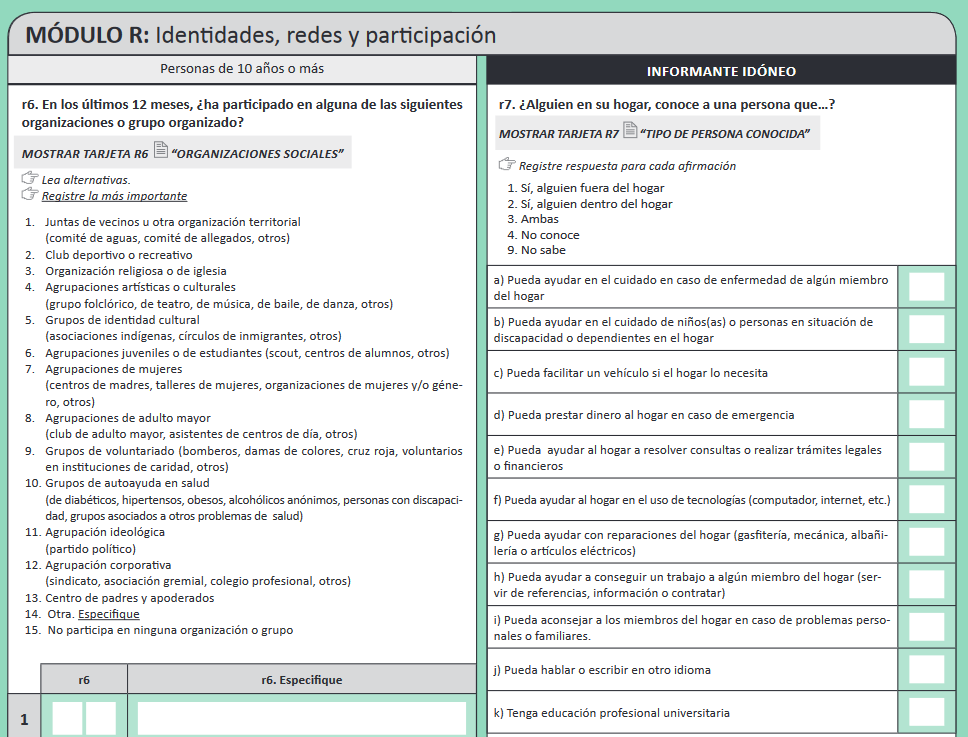 MÓDULO R: Identidades, redes y participación
Personas de 10 años o más
r6. En los últimos 12 meses, ¿ha participado en alguna de las siguientes
organizaciones o grupo organizado?
MOSTRAR TARJETA R6 “ORGANIZACIONES SOCIALES”
Lea alternativas.
Registre la más importante
1. Juntas de vecinos u otra organización territorial
(comité de aguas, comité de allegados, otros)
2. Club deportivo o recreativo
3. Organización religiosa o de iglesia
4. Agrupaciones artísticas o culturales
(grupo folclórico, de teatro, de música, de baile, de danza, otros)
5. Grupos de identidad cultural
(asociaciones indígenas, círculos de inmigrantes, otros)
6. Agrupaciones juveniles o de estudiantes (scout, centros de alumnos, otros)
7. Agrupaciones de mujeres
(centros de madres, talleres de mujeres, organizaciones de mujeres y/o géne-
ro, otros)
8. Agrupaciones de adulto mayor
(club de adulto mayor, asistentes de centros de día, otros)
9. Grupos de voluntariado (bomberos, damas de colores, cruz roja, voluntarios
en instituciones de caridad, otros)
10. Grupos de autoayuda en salud
(de diabéticos, hipertensos, obesos, alcohólicos anónimos, personas con discapaci-
dad, grupos asociados a otros problemas de salud)
11. Agrupación ideológica
(partido político)
12. Agrupación corporativa
(sindicato, asociación gremial, colegio profesional, otros)
13. Centro de padres y apoderados
14. Otra. Especifique
15. No participa en ninguna organización o grupo
r6 r6. Especifique
1
INFORMANTE IDÓNEO
r7. ¿Alguien en su hogar, conoce a una persona que...?
MOSTRAR TARJETA R7 “TIPO DE PERSONA CONOCIDA”
Registre respuesta para cada afirmación
1. Sí, alguien fuera del hogar
2. Sí, alguien dentro del hogar
3. Ambas
4. No conoce
9. No sabe
a) Pueda ayudar en el cuidado en caso de enfermedad de algún miembro
del hogar
b) Pueda ayudar en el cuidado de niños(as) o personas en situación de
discapacidad o dependientes en el hogar
c) Pueda facilitar un vehículo si el hogar lo necesita
d) Pueda prestar dinero al hogar en caso de emergencia
e) Pueda ayudar al hogar a resolver consultas o realizar trámites legales
o financieros
f) Pueda ayudar al hogar en el uso de tecnologías (computador, internet, etc.)
g) Pueda ayudar con reparaciones del hogar (gasfitería, mecánica, albañi-
lería o artículos eléctricos)
h) Pueda ayudar a conseguir un trabajo a algún miembro del hogar (ser-
vir de referencias, información o contratar)
i) Pueda aconsejar a los miembros del hogar en caso de problemas perso-
nales o familiares.
j) Pueda hablar o escribir en otro idioma
k) Tenga educación profesional universitaria